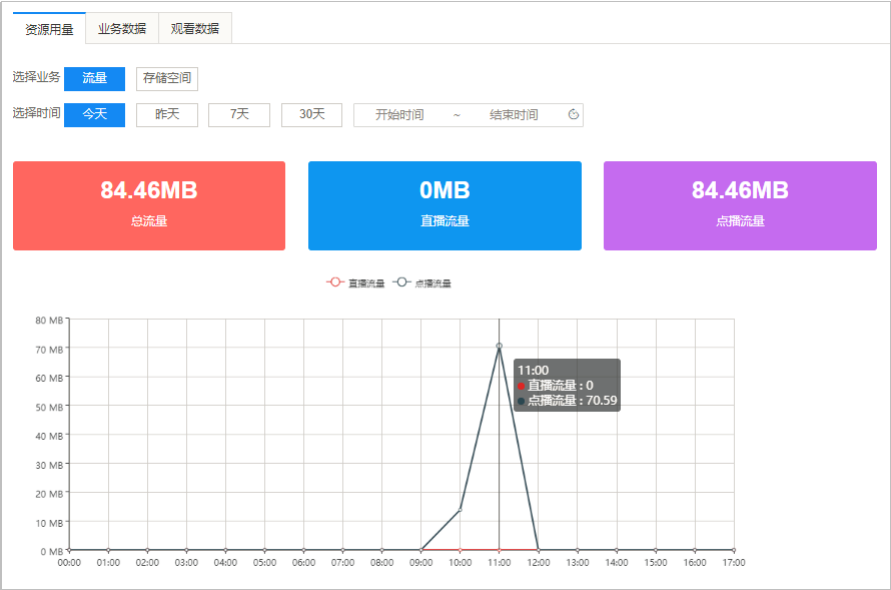 资源用量 业务数据 观看数据
选择业务 流量 存储空间
选择时间 今天 昨天 7天 30天 开始时间 ~ 结束时间
84.46MB 0MB 84.46MB
总流量 直播流量 点播流量
直播流量 点播流量
80 MB
70 MB
60 MB
50 MB
40 MB
30 MB
20 MB
10 MB
0 MB
11:00
直播流量 : 0
点播流量 : 70.59
00:00 01:00 02:00 03:00 04:00 05:00 06:00 07:00 08:00 09:00 10:00 11:00 12:00 13:00 14:00 15:00 16:00 17:00